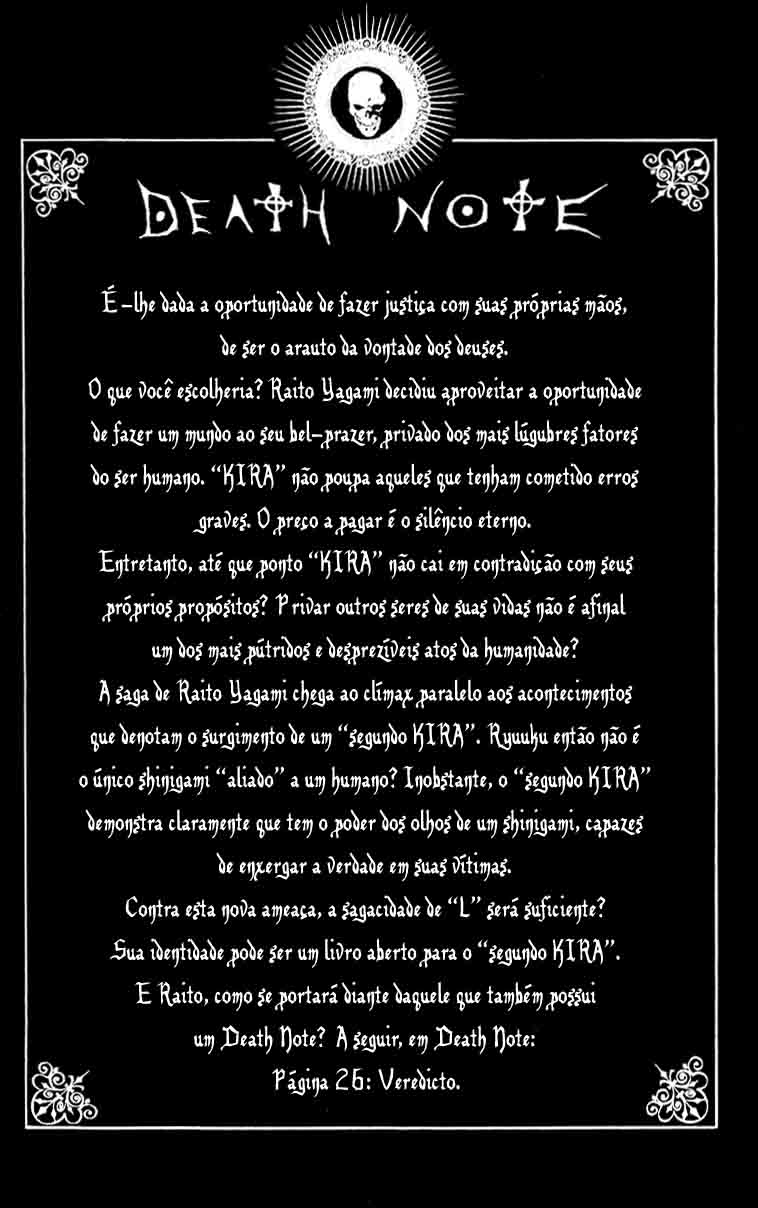 DEATH NOTE
É-lhe dada a oportunidade de fazer justiça com suas próprias mãos,
de ser o arauto da vontade dos deuses.
O que você escolheria? Raito Yagami decidiu aproveitar a oportunidade
de fazer um mundo ao seu bel-prazer, privado dos mais lúgubres fatores
do ser humano. “KIRA” não poupa aqueles que tenham cometido erros
graves. O preço a pagar é o silêncio eterno.
Entretanto, até que ponto “KIRA” não cai em contradição com seus
próprios propósitos? Privar outros seres de suas vidas não é afinal
um dos mais pútridos e desprezíveis atos da humanidade?
A saga de Raito Yagami chega ao clímax paralelo aos acontecimentos
que denotam o surgimento de um “segundo KIRA”. Ryuuku então não é
o único shinigami “aliado” a um humano? Inobstante, o “segundo KIRA”
demonstra claramente que tem o poder dos olhos de um shinigami, capazes
de enxergar a verdade em suas vítimas.
Contra esta nova ameaça, a sagacidade de “L” será suficiente?
Sua identidade pode ser um livro aberto para o “segundo KIRA”.
E Raito, como se portará diante daquele que também possui
um Death Note? A seguir, em Death Note:
Página 26: Veredicto.